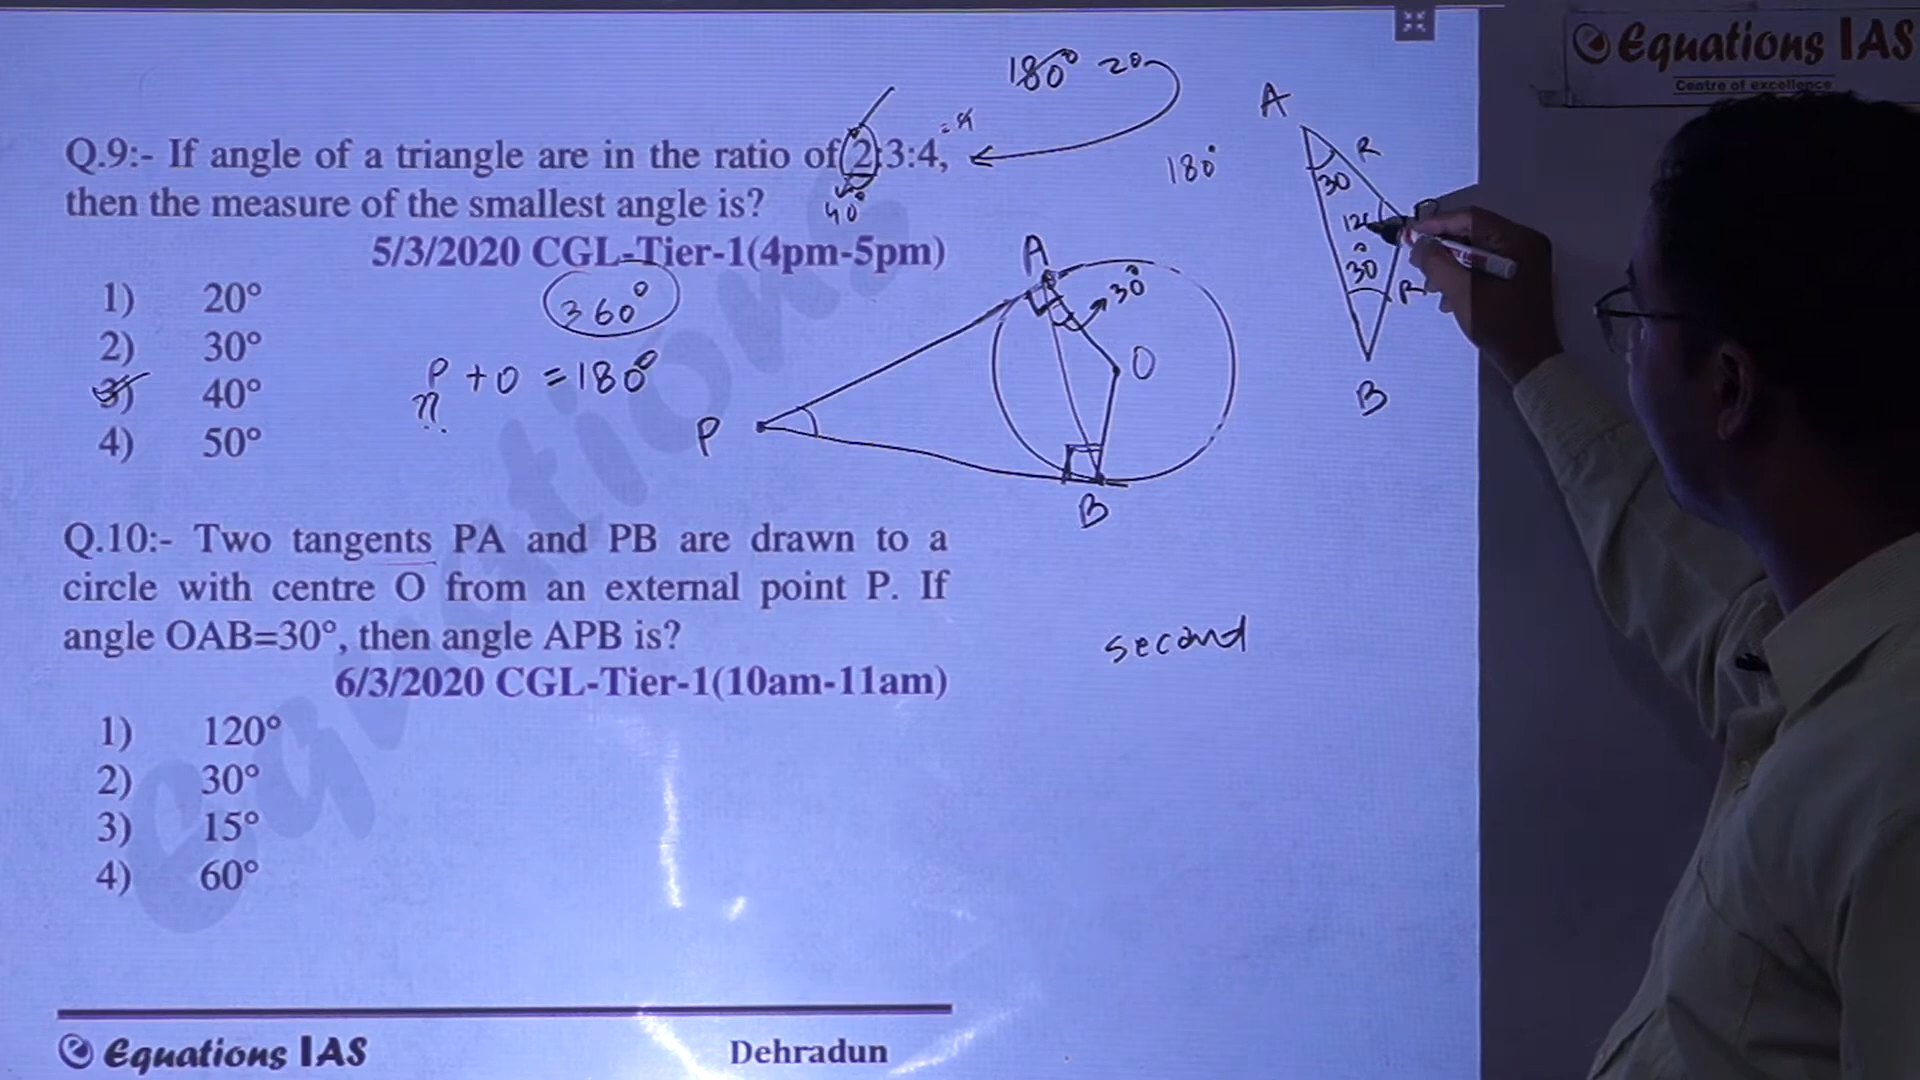 Equations IAS
Centre of excellence
180° 20
= 9
Q.9:- If angle of a triangle are in the ratio of 2:3:4,
then the measure of the smallest angle is?
40°
180°
5/3/2020 CGL-Tier-1(4pm-5pm)
1) 20°
2) 30°
3) 40°
4) 50°
360°
P + O = 180°
??
A
30°
O
P
B
A
R
30
12
30°
R
B
Q.10:- Two tangents PA and PB are drawn to a
circle with centre O from an external point P. If
angle OAB=30°, then angle APB is?
6/3/2020 CGL-Tier-1(10am-11am)
1) 120°
2) 30°
3) 15°
4) 60°
second
equations
Equations IAS
Dehradun